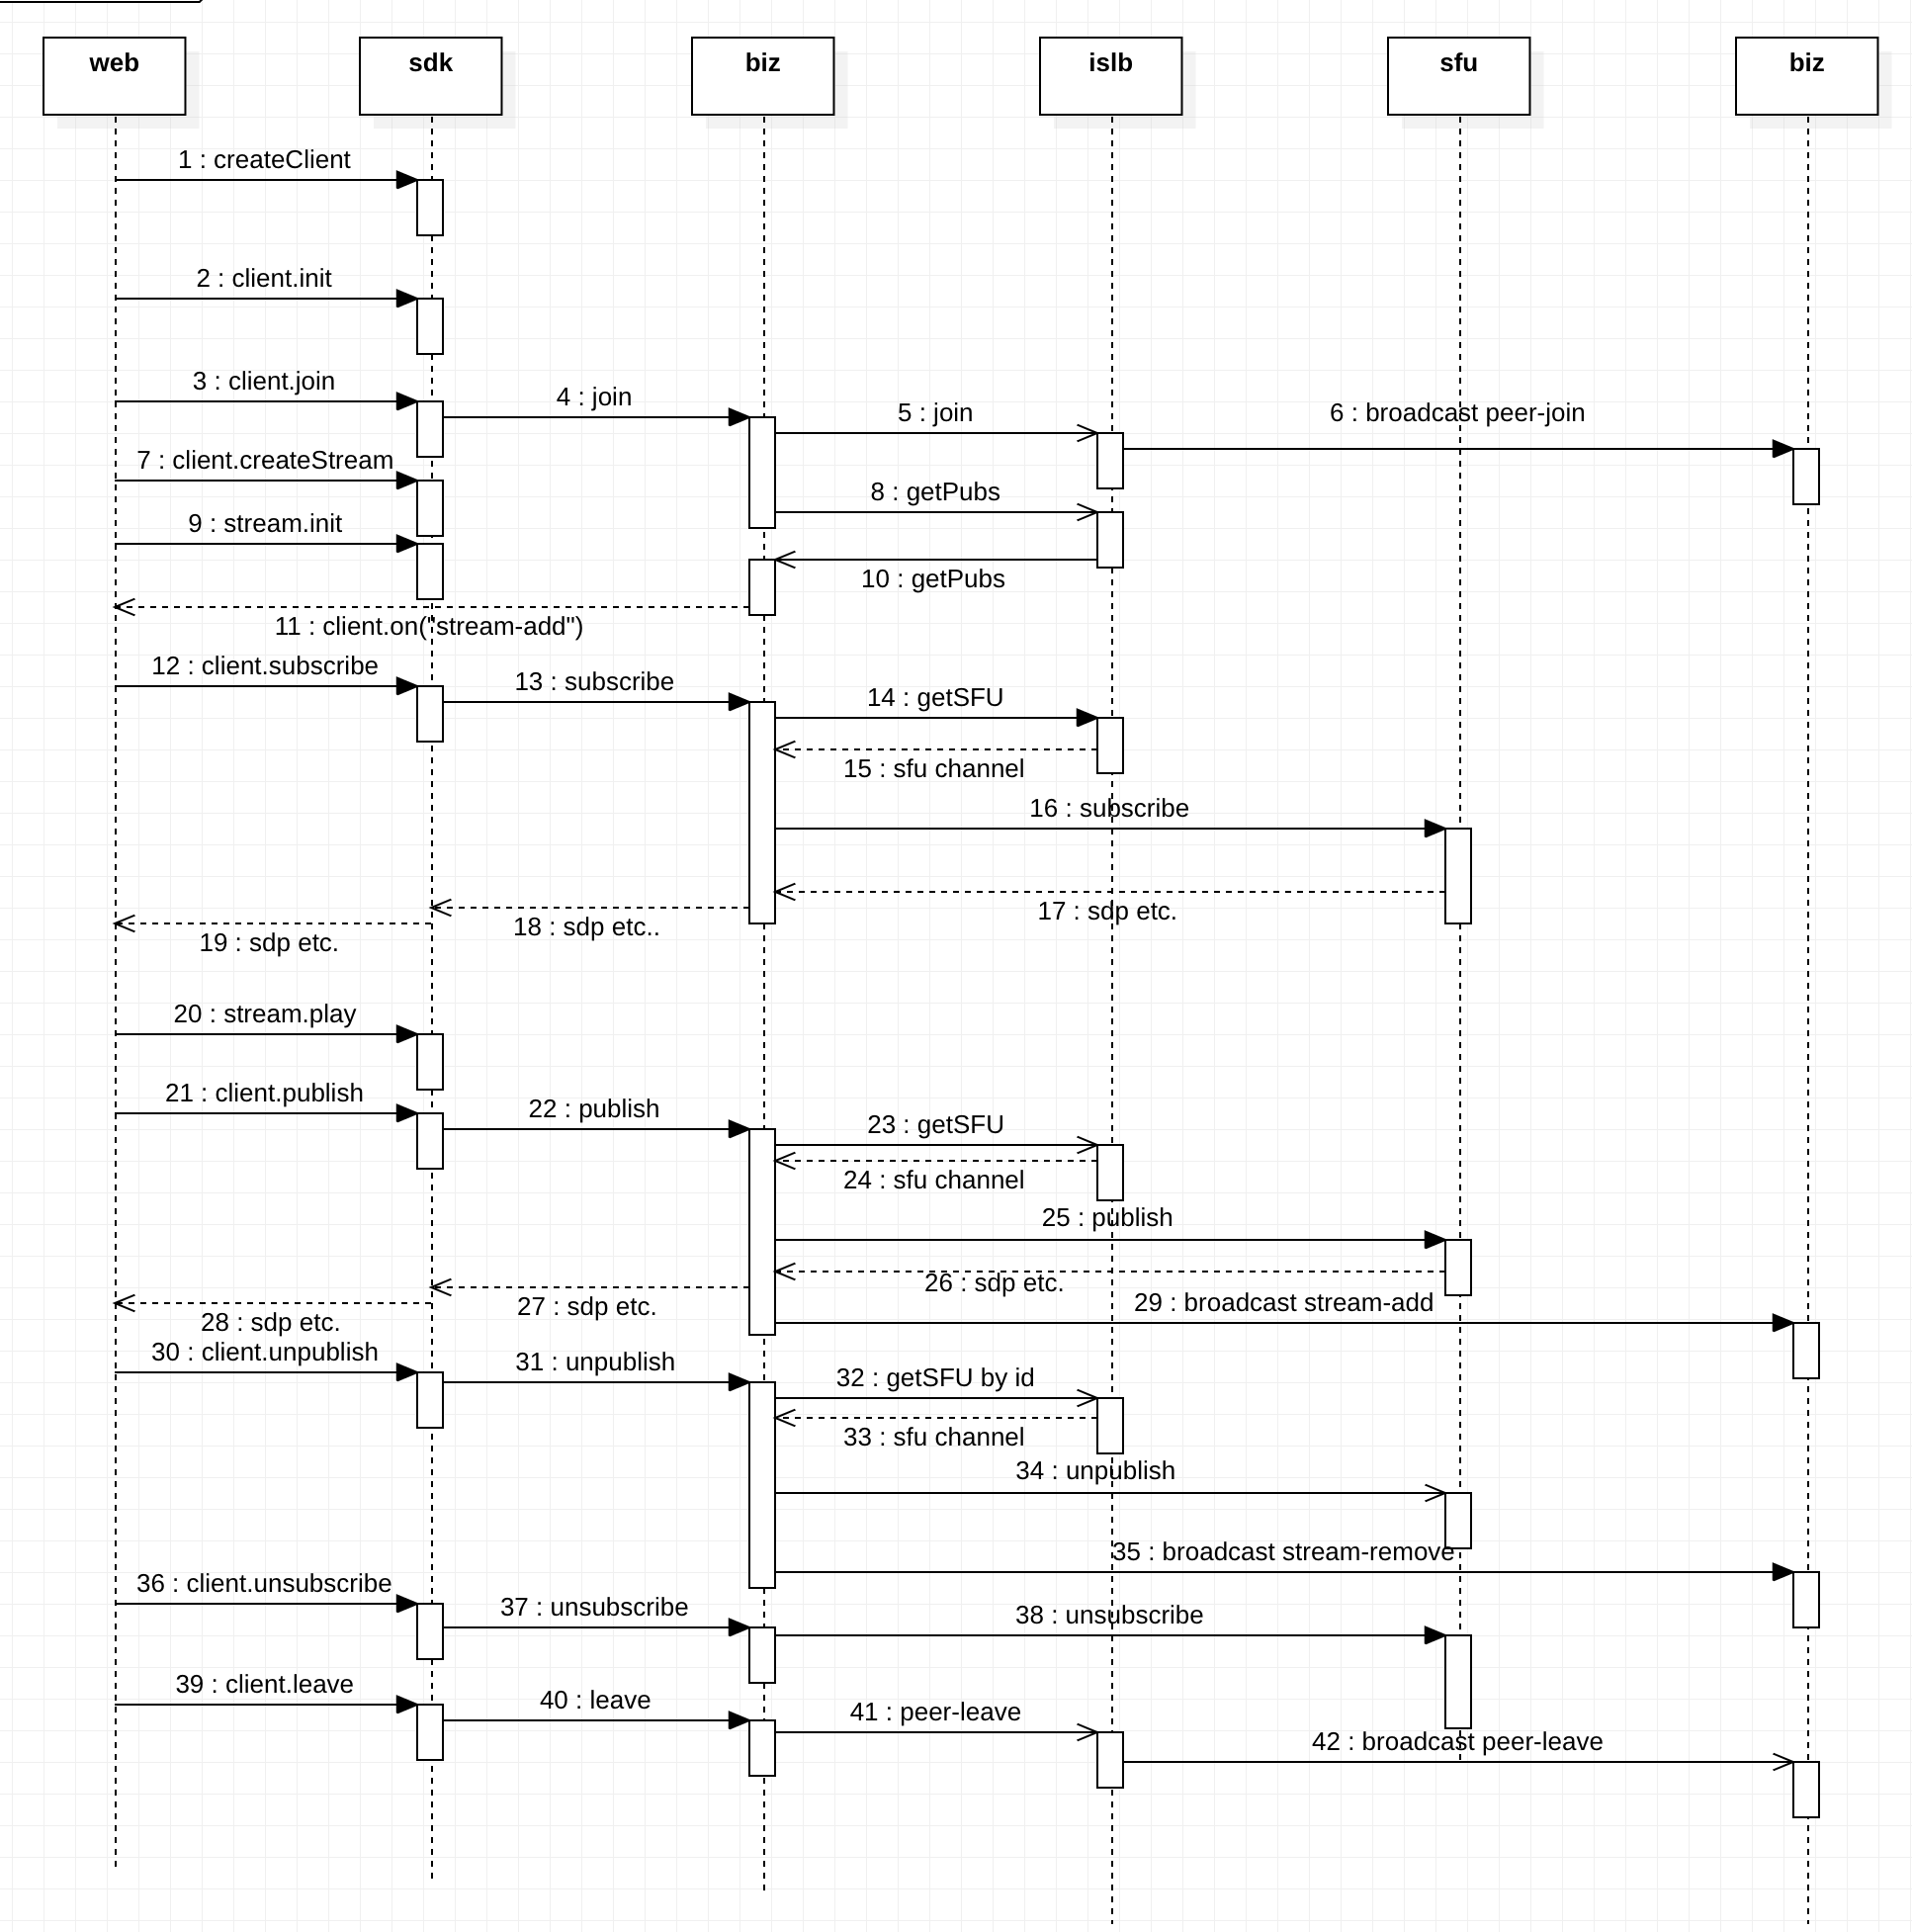 web
sdk
biz
islb
sfu
biz
1 : createClient
2 : client.init
3 : client.join
4 : join
5 : join
6 : broadcast peer-join
7 : client.createStream
8 : getPubs
9 : stream.init
10 : getPubs
11 : client.on("stream-add")
12 : client.subscribe
13 : subscribe
14 : getSFU
15 : sfu channel
16 : subscribe
17 : sdp etc.
18 : sdp etc..
19 : sdp etc.
20 : stream.play
21 : client.publish
22 : publish
23 : getSFU
24 : sfu channel
25 : publish
26 : sdp etc.
27 : sdp etc.
28 : sdp etc.
29 : broadcast stream-add
30 : client.unpublish
31 : unpublish
32 : getSFU by id
33 : sfu channel
34 : unpublish
35 : broadcast stream-remove
36 : client.unsubscribe
37 : unsubscribe
38 : unsubscribe
39 : client.leave
40 : leave
41 : peer-leave
42 : broadcast peer-leave